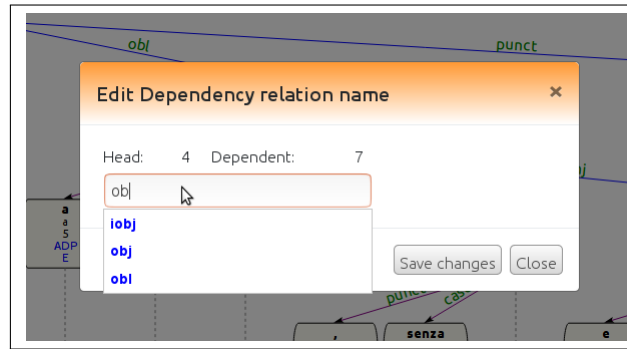 obl
punct
Edit Dependency relation name ×
Head: 4 Dependent: 7
ob
iobj
obj
obl
Save changes Close
a
a
5
ADP
E
punct
case
,
senza
e